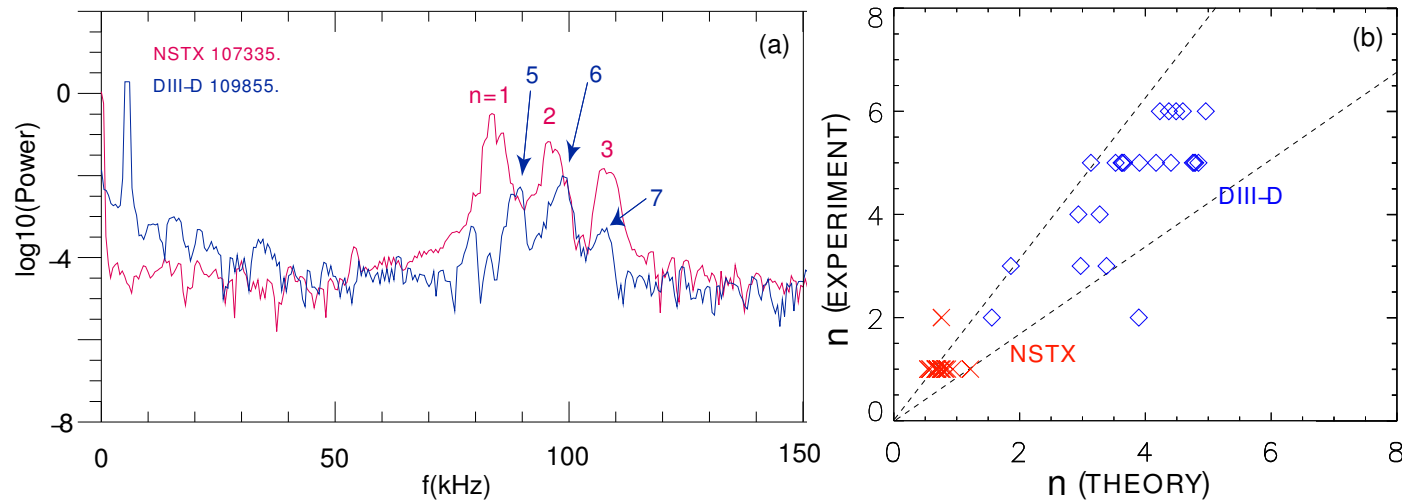 (a)
NSTX 107335.
DIII–D 109855.
n=1
2
3
5
6
7
0
-4
-8
log10(Power)
0
50
100
150
f(kHz)
(b)
8
6
4
2
0
n (EXPERIMENT)
DIII–D
NSTX
0
2
4
6
8
n (THEORY)